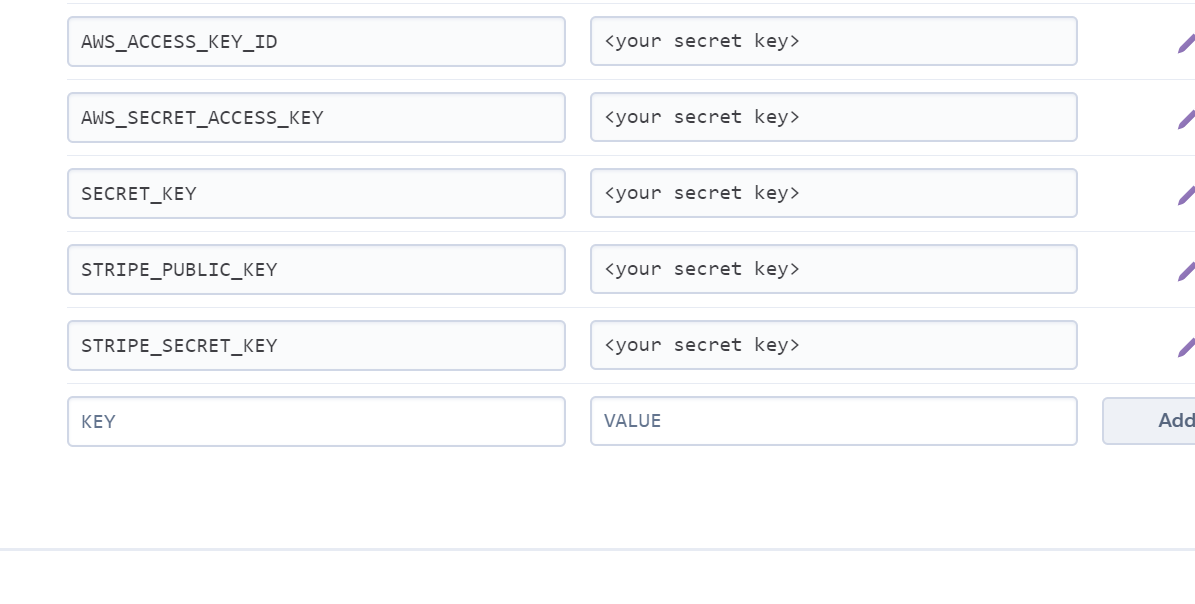 AWS_ACCESS_KEY_ID <your secret key>
AWS_SECRET_ACCESS_KEY <your secret key>
SECRET_KEY <your secret key>
STRIPE_PUBLIC_KEY <your secret key>
STRIPE_SECRET_KEY <your secret key>
KEY VALUE Add